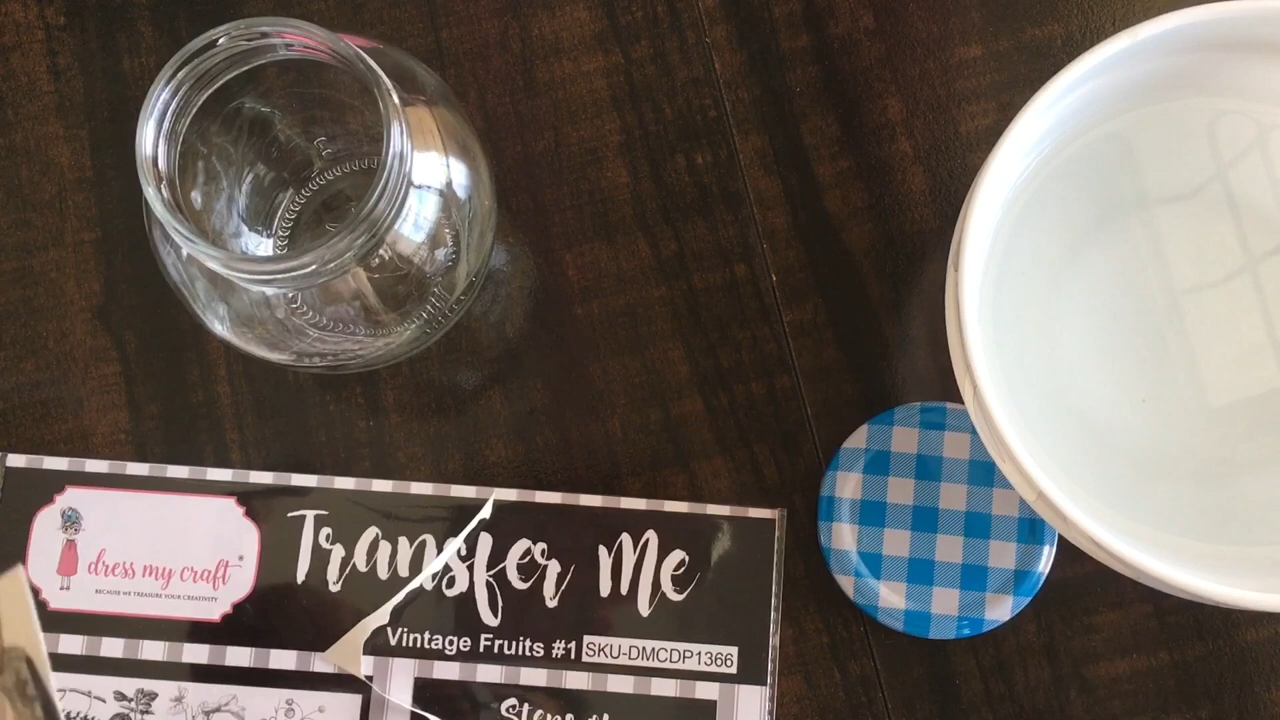 Transfer Me
dress my craft
BECAUSE WE TREASURE YOUR CREATIVITY
Vintage Fruits #1 SKU-DMCDP1366